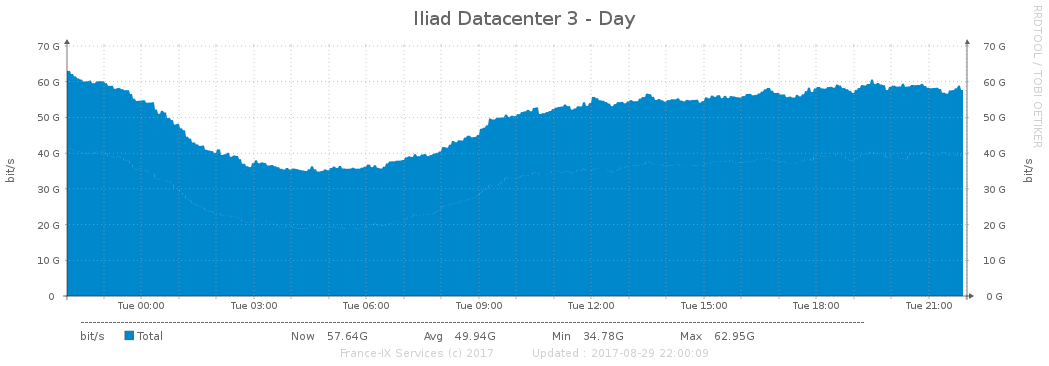 Iliad Datacenter 3 - Day
RRDTOOL / TOBI OETIKER
70 G 70 G
60 G 60 G
50 G 50 G
40 G 40 G
30 G 30 G
20 G 20 G
10 G 10 G
0 0 G
bit/s bit/s
Tue 00:00 Tue 03:00 Tue 06:00 Tue 09:00 Tue 12:00 Tue 15:00 Tue 18:00 Tue 21:00
bit/s Total Now 57.64G Avg 49.94G Min 34.78G Max 62.95G
France-IX Services (c) 2017 Updated : 2017-08-29 22:00:09